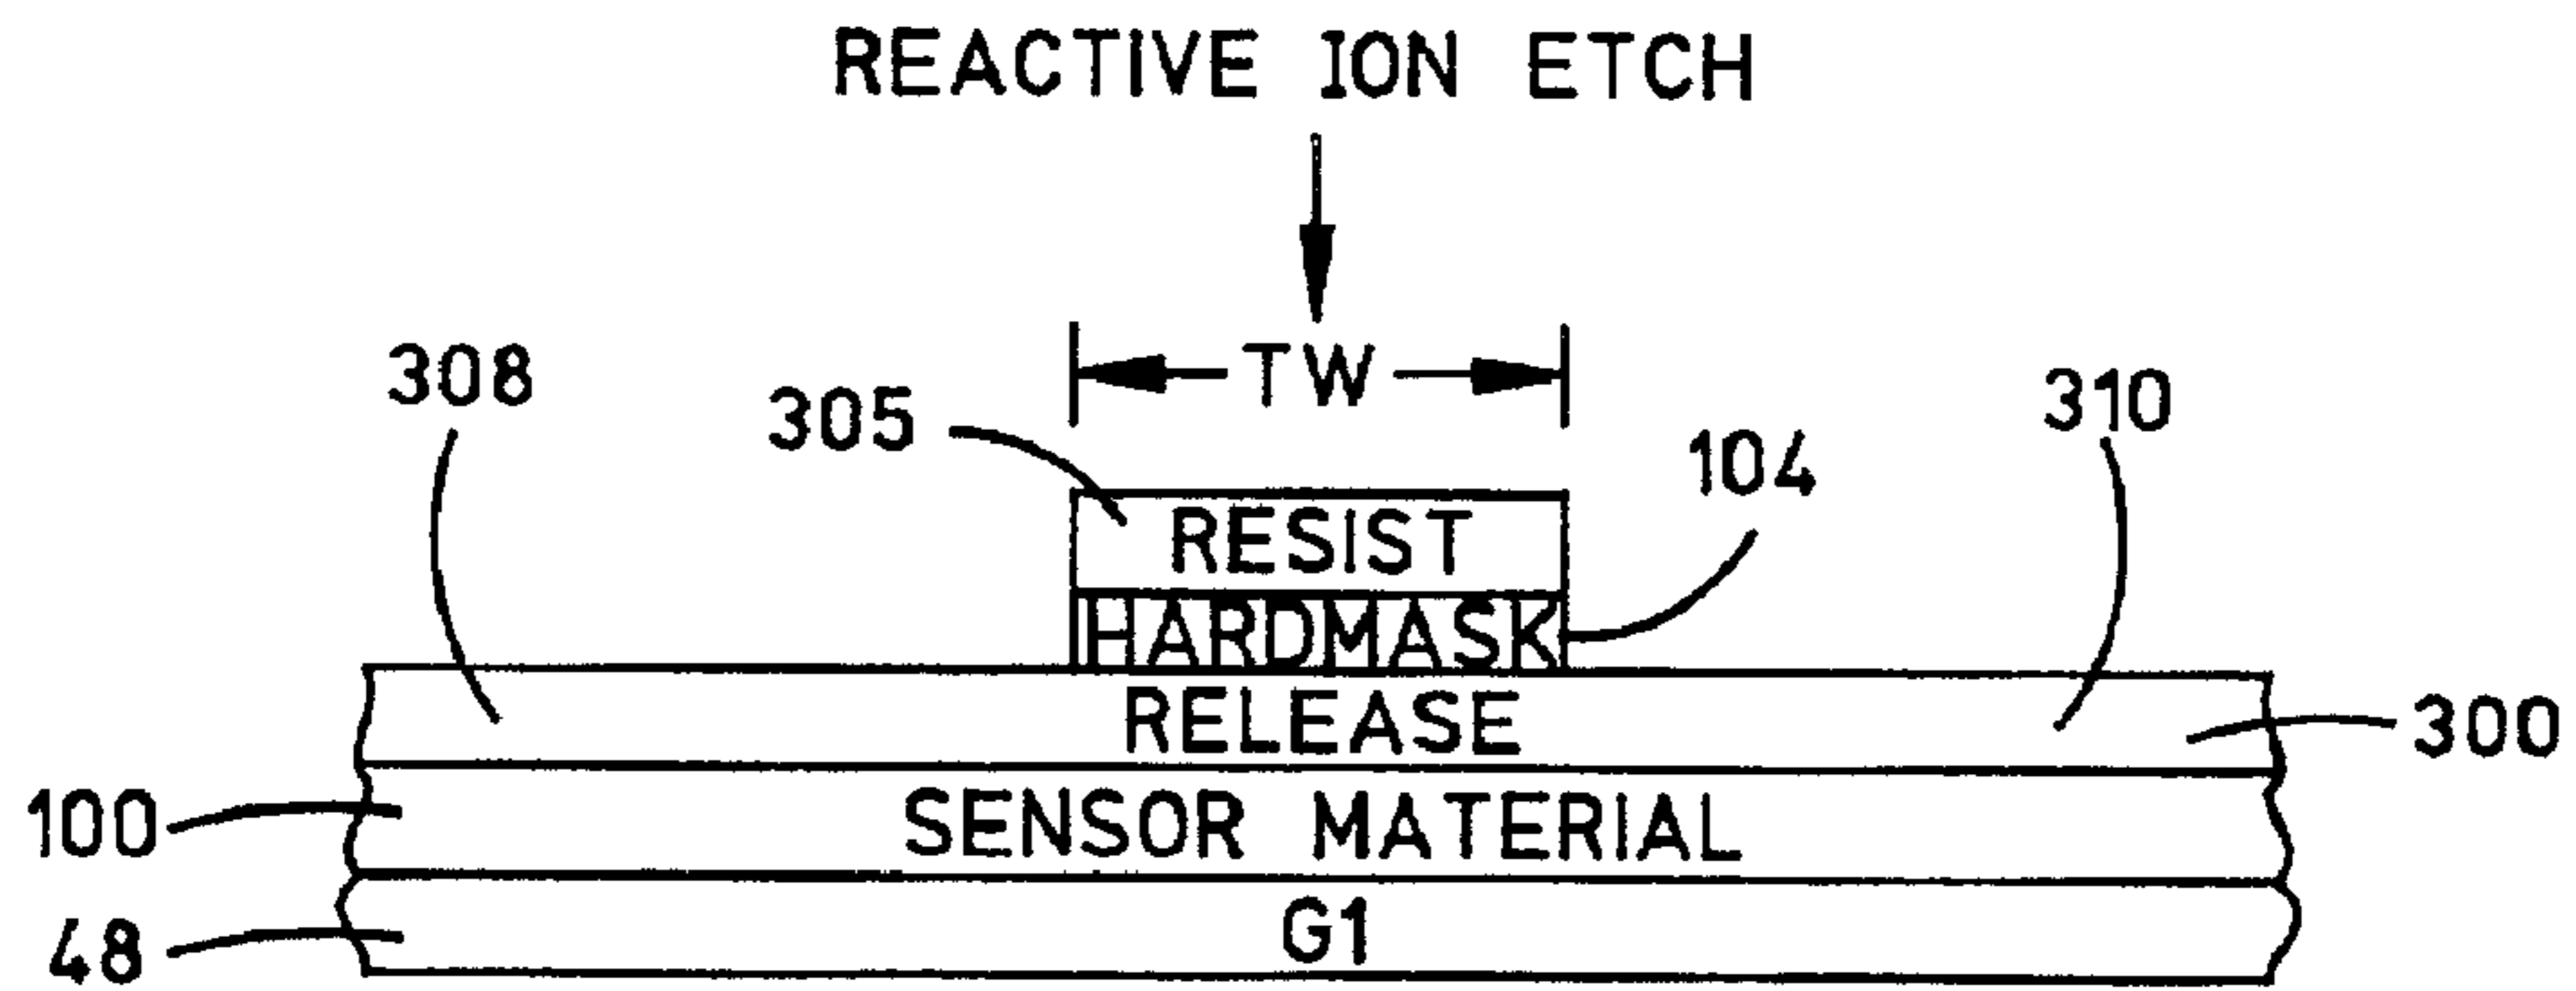 REACTIVE ION ETCH
TW
308
305
310
104
RESIST
HARDMASK
RELEASE
300
100
SENSOR MATERIAL
48
G1